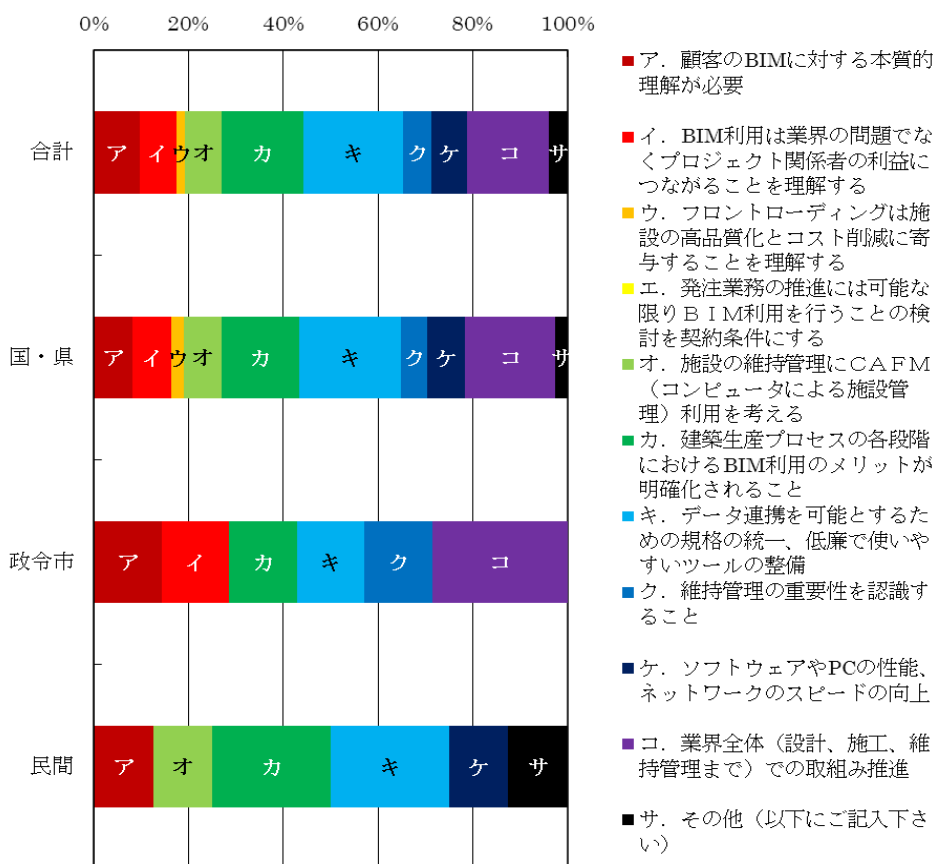 0% 20% 40% 60% 80% 100%
合計
ア イ ウ オ カ キ ク ケ コ サ
国・県
ア イ ウ オ カ キ ク ケ コ サ
政令市
ア イ カ キ ク コ
民間
ア オ カ キ ケ サ
ア．顧客のBIMに対する本質的
理解が必要
イ．BIM利用は業界の問題でな
くプロジェクト関係者の利益に
つながることを理解する
ウ．フロントローディングは施
設の高品質化とコスト削減に寄
与することを理解する
エ．発注業務の推進には可能な
限りＢＩＭ利用を行うことの検
討を契約条件にする
オ．施設の維持管理にＣＡＦＭ
（コンピュータによる施設管
理）利用を考える
カ．建築生産プロセスの各段階
におけるBIM利用のメリットが
明確化されること
キ．データ連携を可能とするた
めの規格の統一、低廉で使いや
すいツールの整備
ク．維持管理の重要性を認識す
ること
ケ．ソフトウェアやPCの性能、
ネットワークのスピードの向上
コ．業界全体（設計、施工、維
持管理まで）での取組み推進
サ．その他（以下にご記入下さ
い）